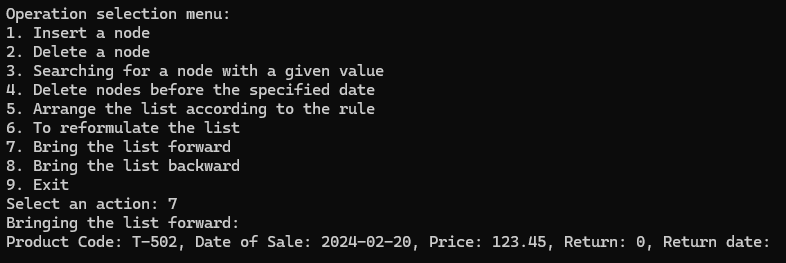 Operation selection menu:
1. Insert a node
2. Delete a node
3. Searching for a node with a given value
4. Delete nodes before the specified date
5. Arrange the list according to the rule
6. To reformulate the list
7. Bring the list forward
8. Bring the list backward
9. Exit
Select an action: 7
Bringing the list forward:
Product Code: T-502, Date of Sale: 2024-02-20, Price: 123.45, Return: 0, Return date: